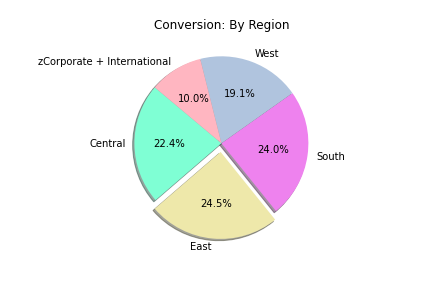 Conversion: By Region
West
zCorporate + International
19.1%
10.0%
Central
22.4%
24.0%
South
24.5%
East